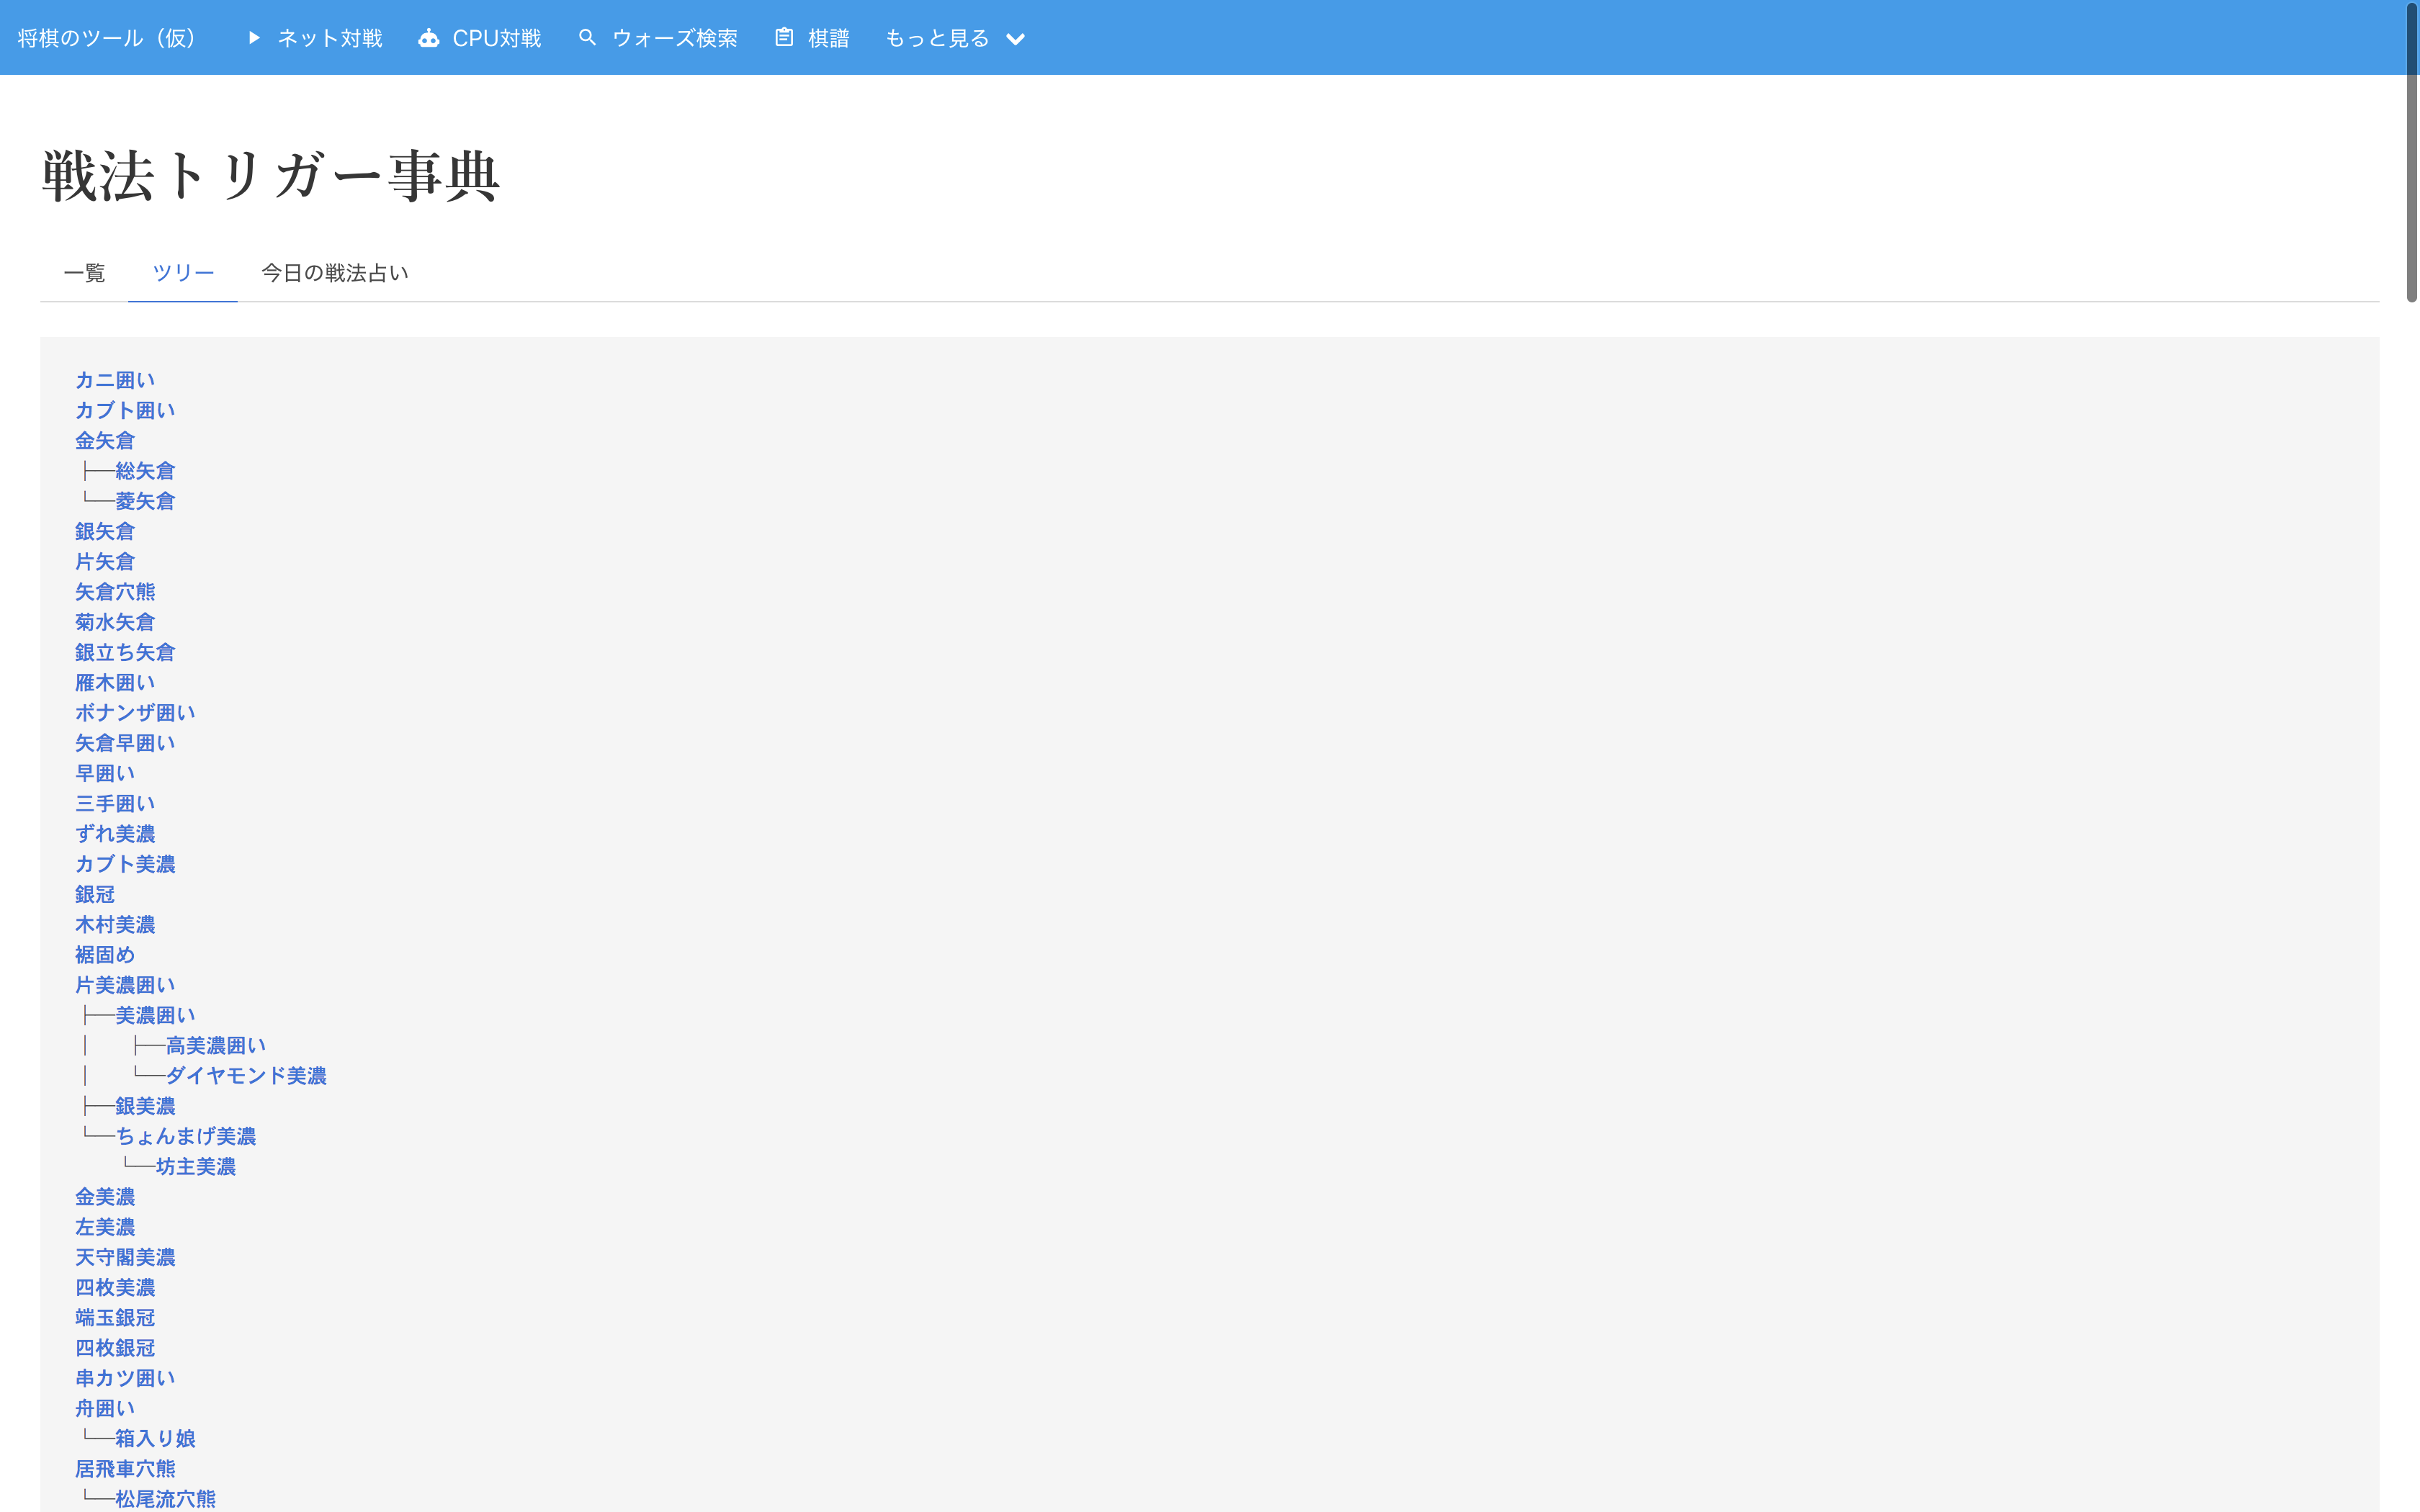 将棋のツール（仮） ネット対戦 CPU対戦 ウォーズ検索 棋譜 もっと見る
戦法トリガー事典
一覧 ツリー 今日の戦法占い
カニ囲い
カブト囲い
金矢倉
├─総矢倉
└─菱矢倉
銀矢倉
片矢倉
矢倉穴熊
菊水矢倉
銀立ち矢倉
雁木囲い
ボナンザ囲い
矢倉早囲い
早囲い
三手囲い
ずれ美濃
カブト美濃
銀冠
木村美濃
裾固め
片美濃囲い
├─美濃囲い
│ ├─高美濃囲い
│ └─ダイヤモンド美濃
├─銀美濃
└─ちょんまげ美濃
└─坊主美濃
金美濃
左美濃
天守閣美濃
四枚美濃
端玉銀冠
四枚銀冠
串カツ囲い
舟囲い
└─箱入り娘
居飛車穴熊
└─松尾流穴熊